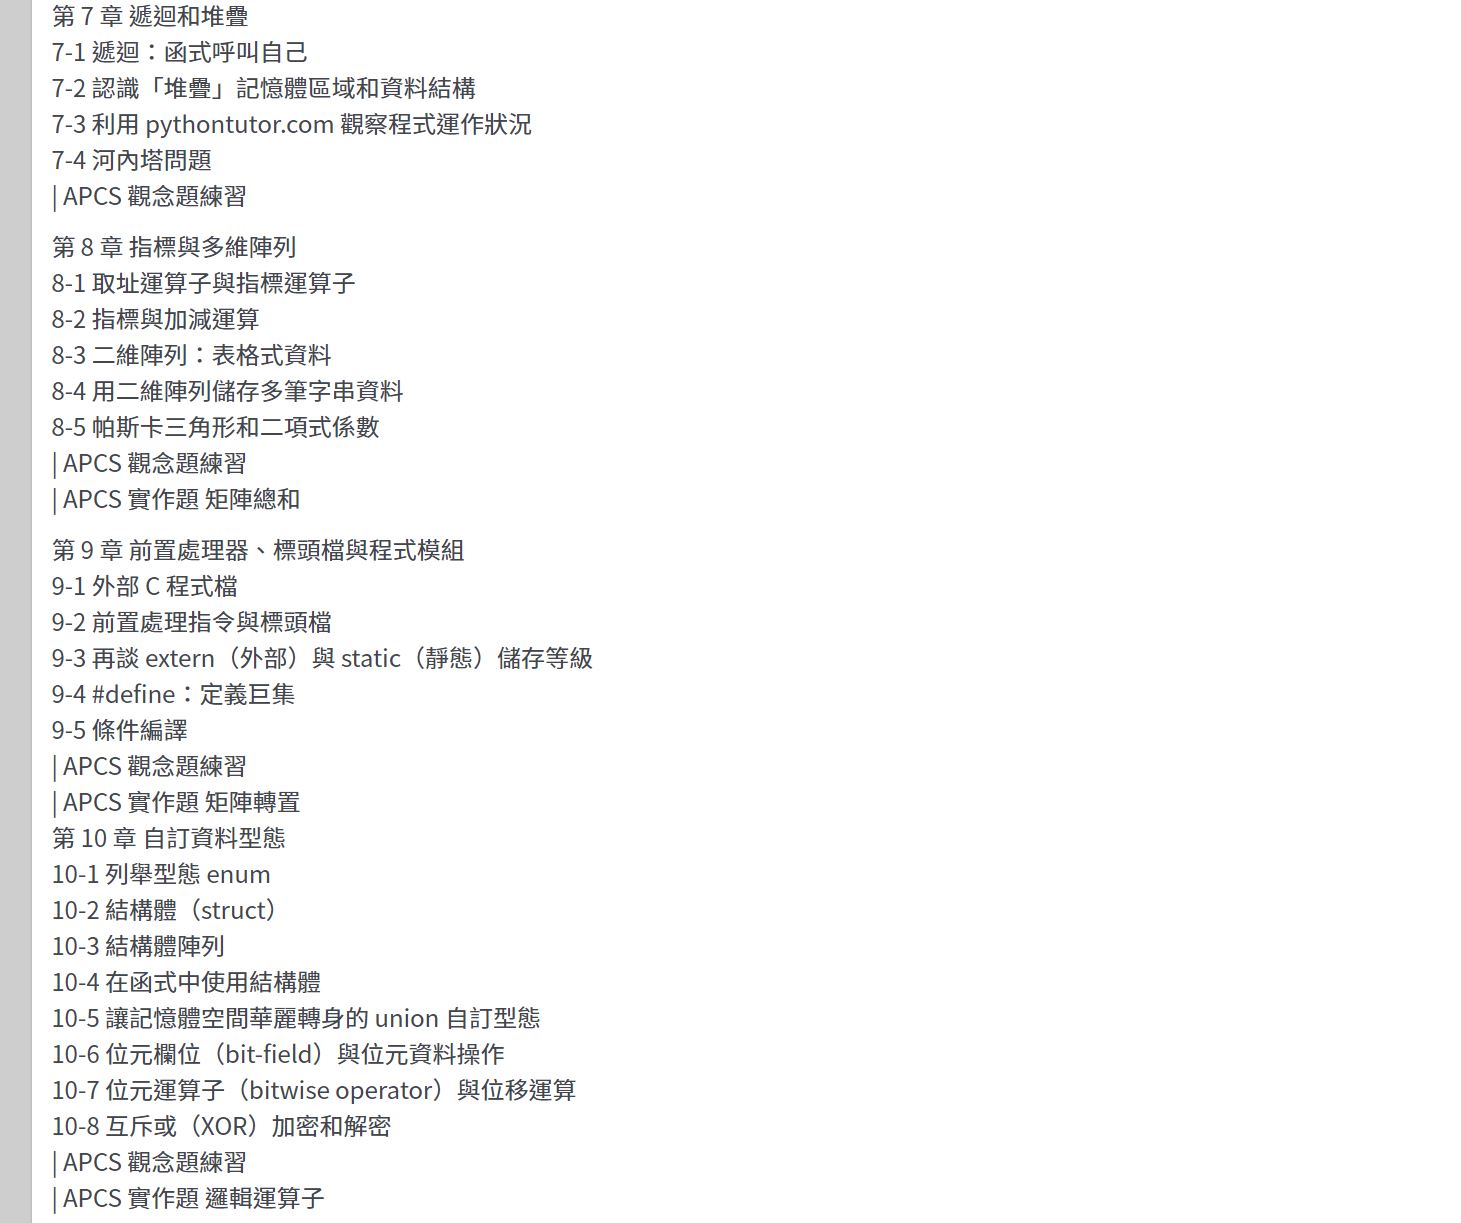 第 7 章 遞迴和堆疊
7-1 遞迴：函式呼叫自己
7-2 認識「堆疊」記憶體區域和資料結構
7-3 利用 pythontutor.com 觀察程式運作狀況
7-4 河內塔問題
| APCS 觀念題練習
第 8 章 指標與多維陣列
8-1 取址運算子與指標運算子
8-2 指標與加減運算
8-3 二維陣列：表格式資料
8-4 用二維陣列儲存多筆字串資料
8-5 帕斯卡三角形和二項式係數
| APCS 觀念題練習
| APCS 實作題 矩陣總和
第 9 章 前置處理器、標頭檔與程式模組
9-1 外部 C 程式檔
9-2 前置處理指令與標頭檔
9-3 再談 extern（外部）與 static（靜態）儲存等級
9-4 #define：定義巨集
9-5 條件編譯
| APCS 觀念題練習
| APCS 實作題 矩陣轉置
第 10 章 自訂資料型態
10-1 列舉型態 enum
10-2 結構體（struct）
10-3 結構體陣列
10-4 在函式中使用結構體
10-5 讓記憶體空間華麗轉身的 union 自訂型態
10-6 位元欄位（bit-field）與位元資料操作
10-7 位元運算子（bitwise operator）與位移運算
10-8 互斥或（XOR）加密和解密
| APCS 觀念題練習
| APCS 實作題 邏輯運算子